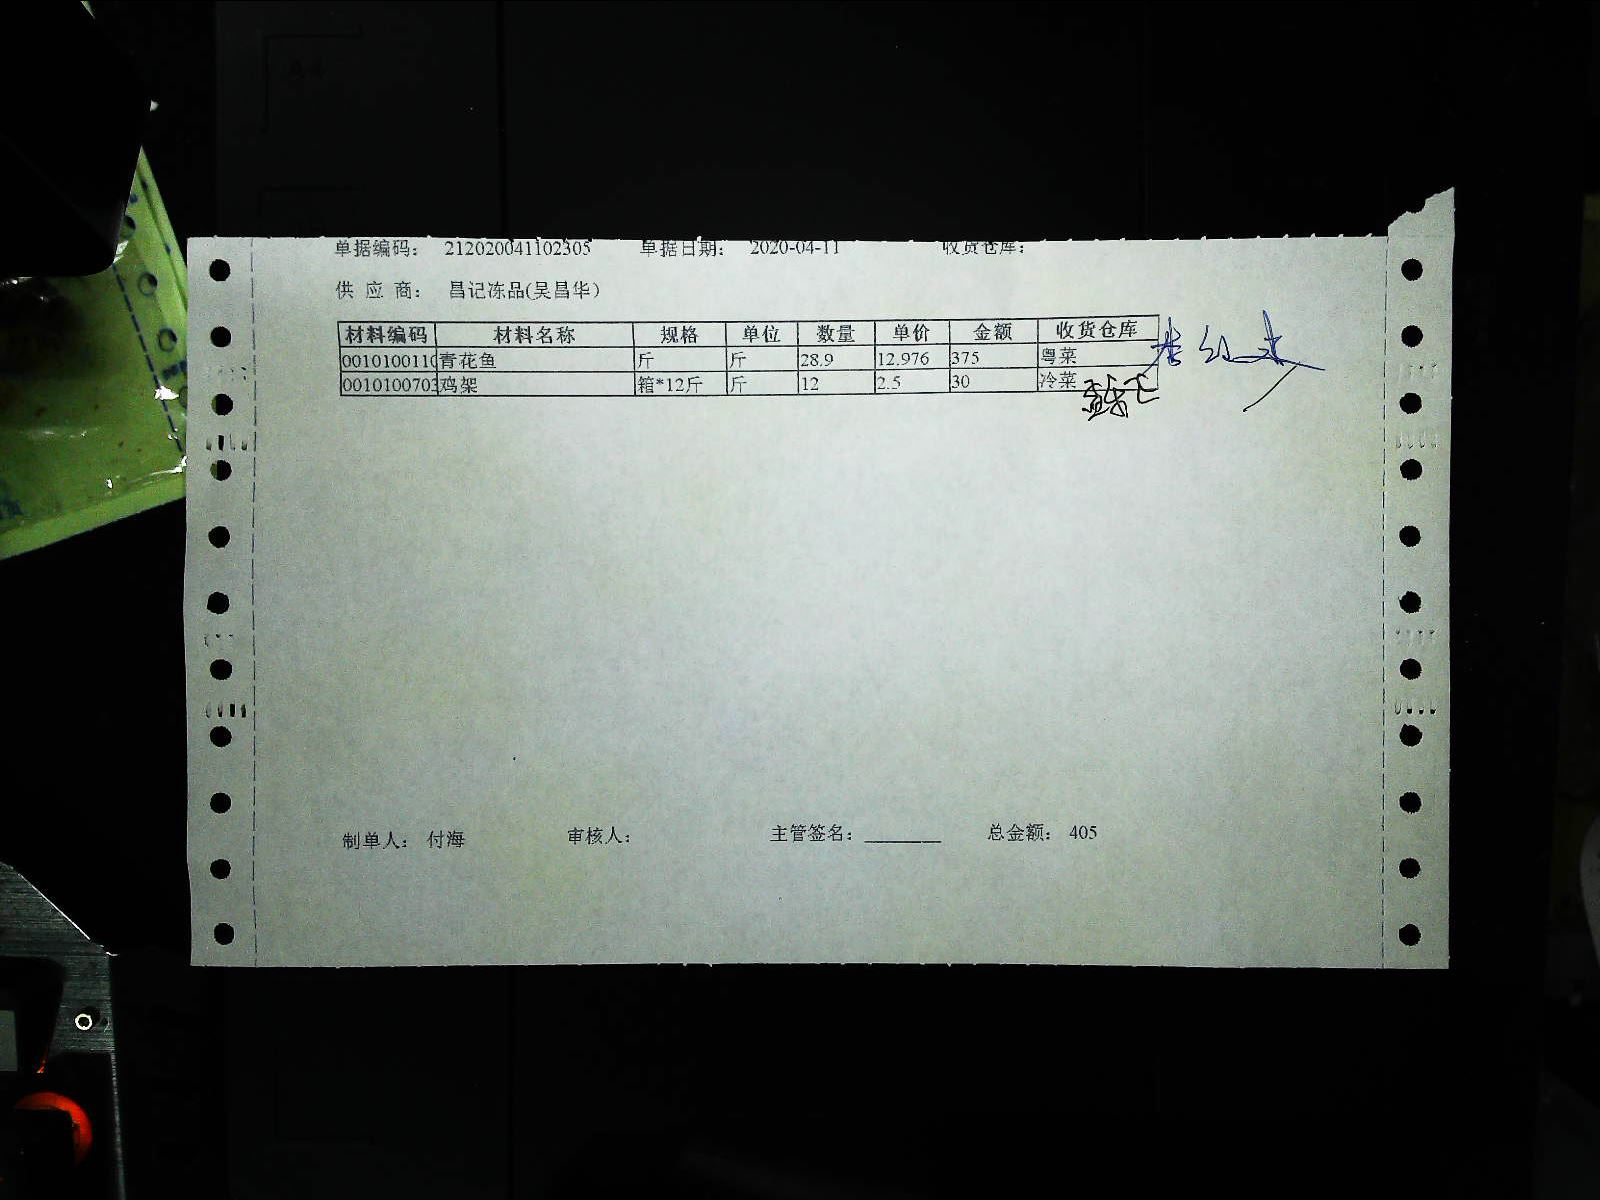 单据编码： 212020041102305 单据日期： 2020-04-11 收货仓库：
供 应 商： 昌记冻品(吴昌华)
材料编码 材料名称 规格 单位 数量 单价 金额 收货仓库
0010100110 青花鱼 斤 斤 28.9 12.976 375 粤菜
0010100703 鸡架 箱*12斤 斤 12 2.5 30 冷菜
制单人： 付海 审核人： 主管签名： 总金额： 405